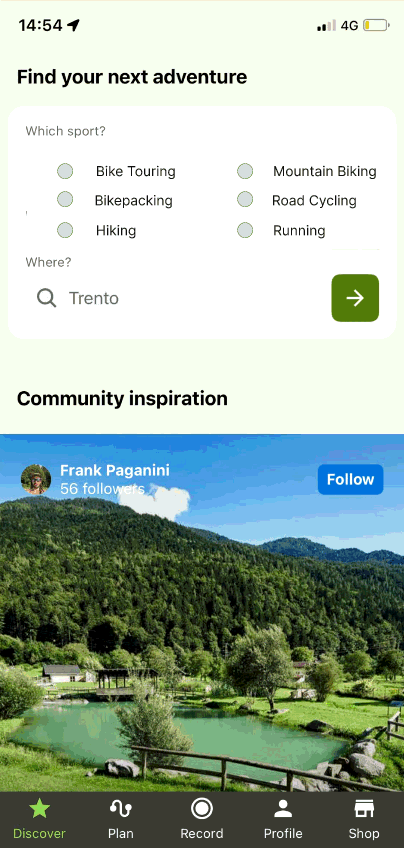 14:54
4G
Find your next adventure
Which sport?
Bike Touring
Mountain Biking
Bikepacking
Road Cycling
Hiking
Running
Where?
Trento
Community inspiration
Frank Paganini
56 followers
Follow
Discover
Plan
Record
Profile
Shop